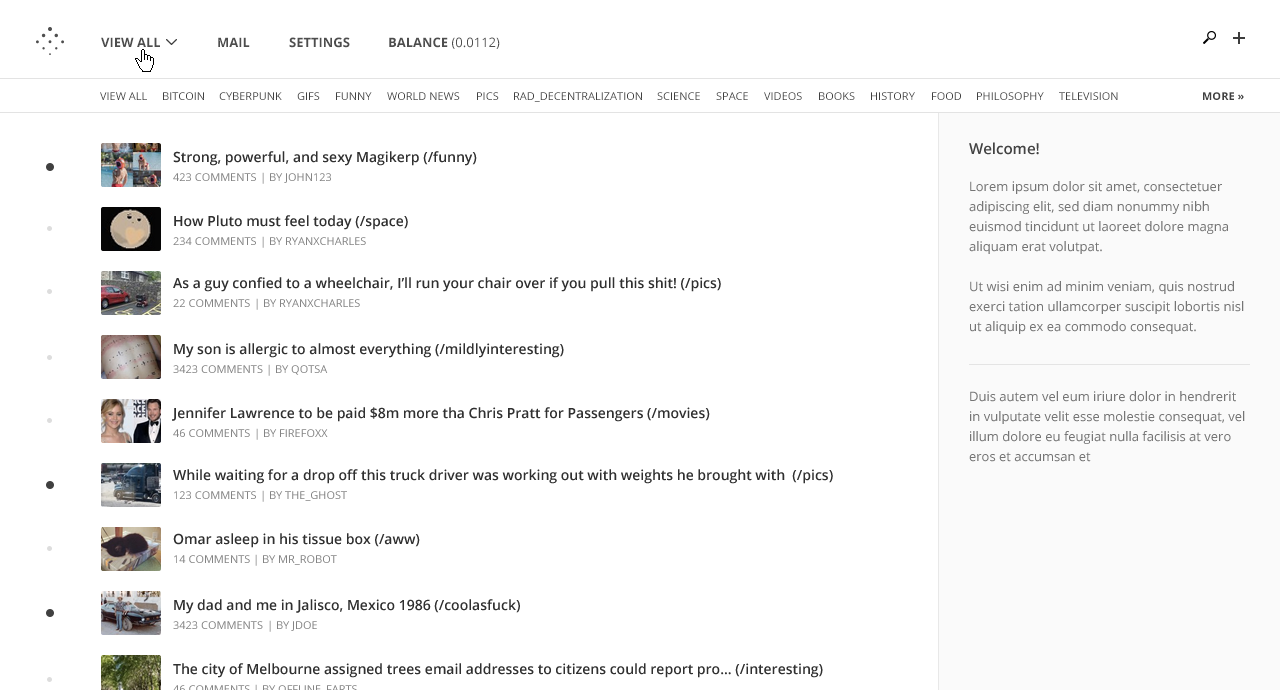 VIEW ALL
MAIL
SETTINGS
BALANCE (0.0112)
VIEW ALL BITCOIN CYBERPUNK GIFS FUNNY WORLD NEWS PICS RAD_DECENTRALIZATION SCIENCE SPACE VIDEOS BOOKS HISTORY FOOD PHILOSOPHY TELEVISION MORE »
Strong, powerful, and sexy Magikerp (/funny)
423 COMMENTS | BY JOHN123
How Pluto must feel today (/space)
234 COMMENTS | BY RYANXCHARLES
As a guy confied to a wheelchair, I’ll run your chair over if you pull this shit! (/pics)
22 COMMENTS | BY RYANXCHARLES
My son is allergic to almost everything (/mildlyinteresting)
3423 COMMENTS | BY QOTSA
Jennifer Lawrence to be paid $8m more tha Chris Pratt for Passengers (/movies)
46 COMMENTS | BY FIREFOXX
While waiting for a drop off this truck driver was working out with weights he brought with (/pics)
123 COMMENTS | BY THE_GHOST
Omar asleep in his tissue box (/aww)
14 COMMENTS | BY MR_ROBOT
My dad and me in Jalisco, Mexico 1986 (/coolasfuck)
3423 COMMENTS | BY JDOE
The city of Melbourne assigned trees email addresses to citizens could report pro... (/interesting)
46 COMMENTS | BY OFFLINE_FARTS
Welcome!
Lorem ipsum dolor sit amet, consectetuer
adipiscing elit, sed diam nonummy nibh
euismod tincidunt ut laoreet dolore magna
aliquam erat volutpat.
Ut wisi enim ad minim veniam, quis nostrud
exerci tation ullamcorper suscipit lobortis nisl
ut aliquip ex ea commodo consequat.
Duis autem vel eum iriure dolor in hendrerit
in vulputate velit esse molestie consequat, vel
illum dolore eu feugiat nulla facilisis at vero
eros et accumsan et